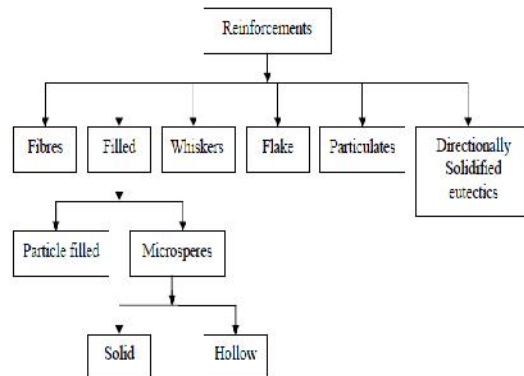 Reinforcements
Fibres
Filled
Whiskers
Flake
Particulates
Directionally
Solidified
eutectics
Particle filled
Microsperes
Solid
Hollow